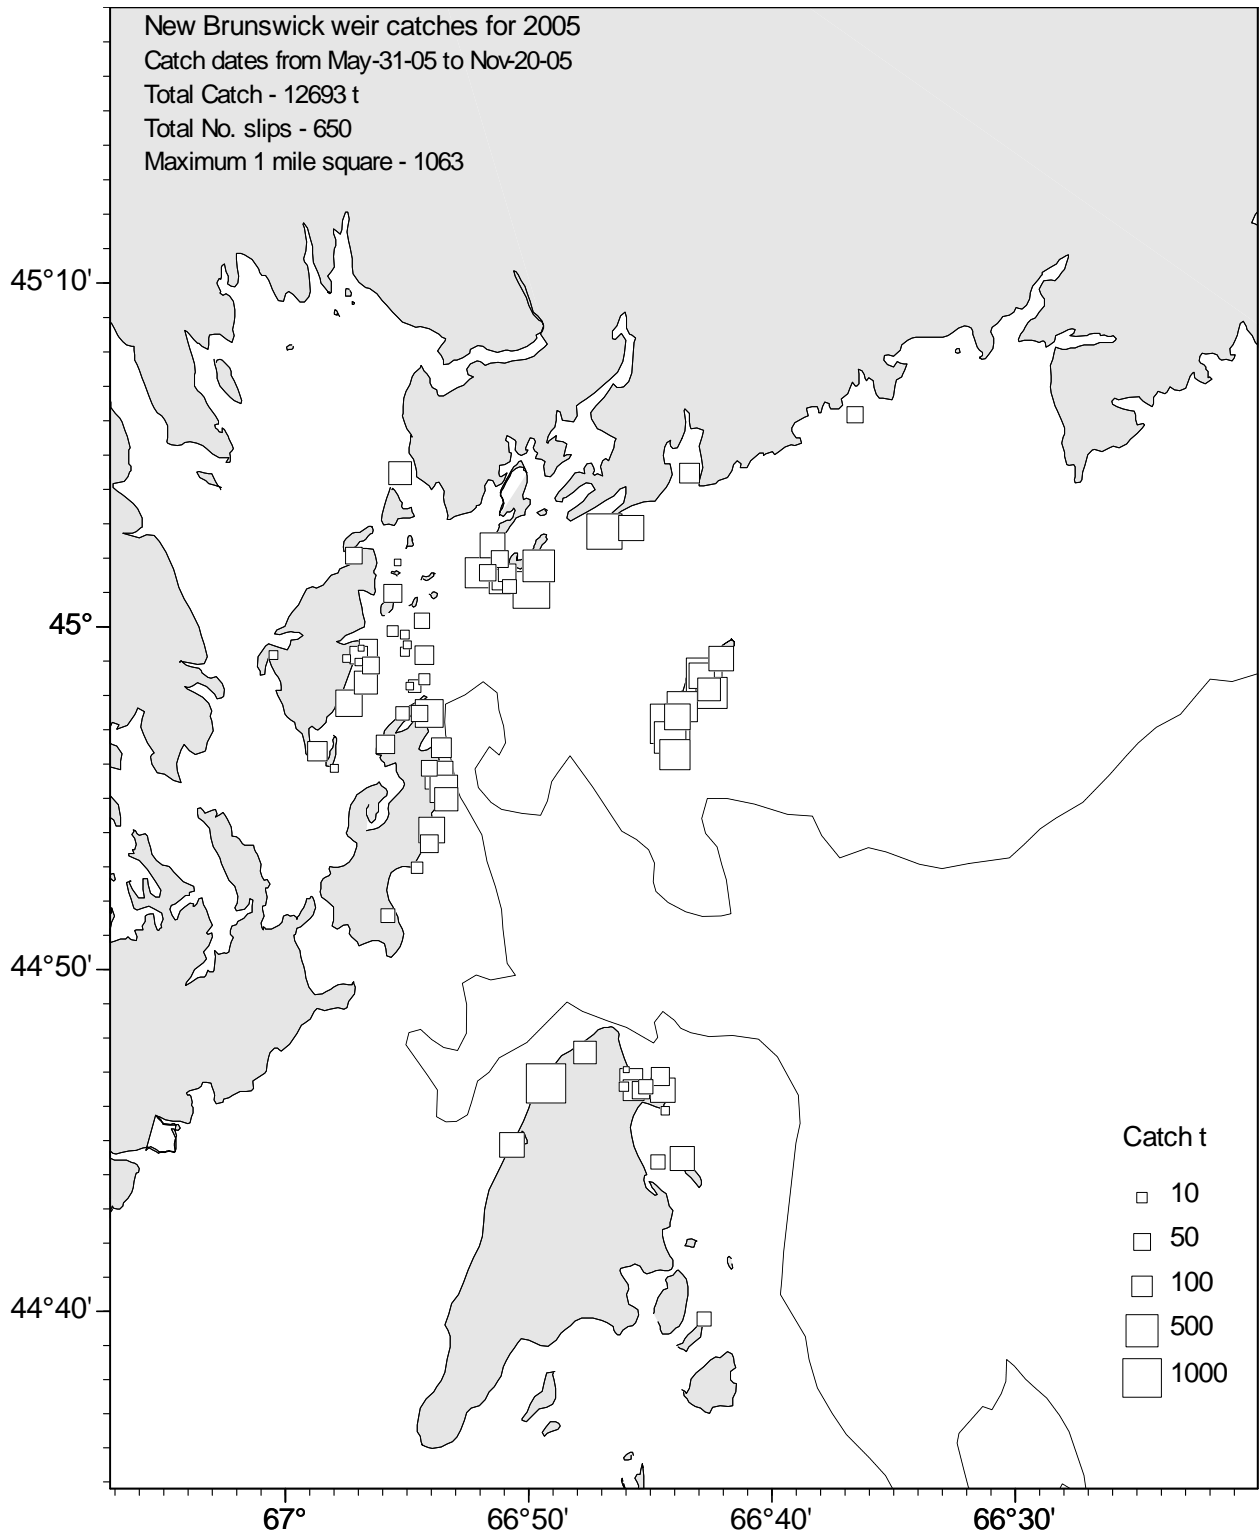 New Brunswick weir catches for 2005
Catch dates from May-31-05 to Nov-20-05
Total Catch - 12693 t
Total No. slips - 650
Maximum 1 mile square - 1063
45°10'
45°
44°50'
44°40'
Catch t
10
50
100
500
1000
67°
66°50'
66°40'
66°30'